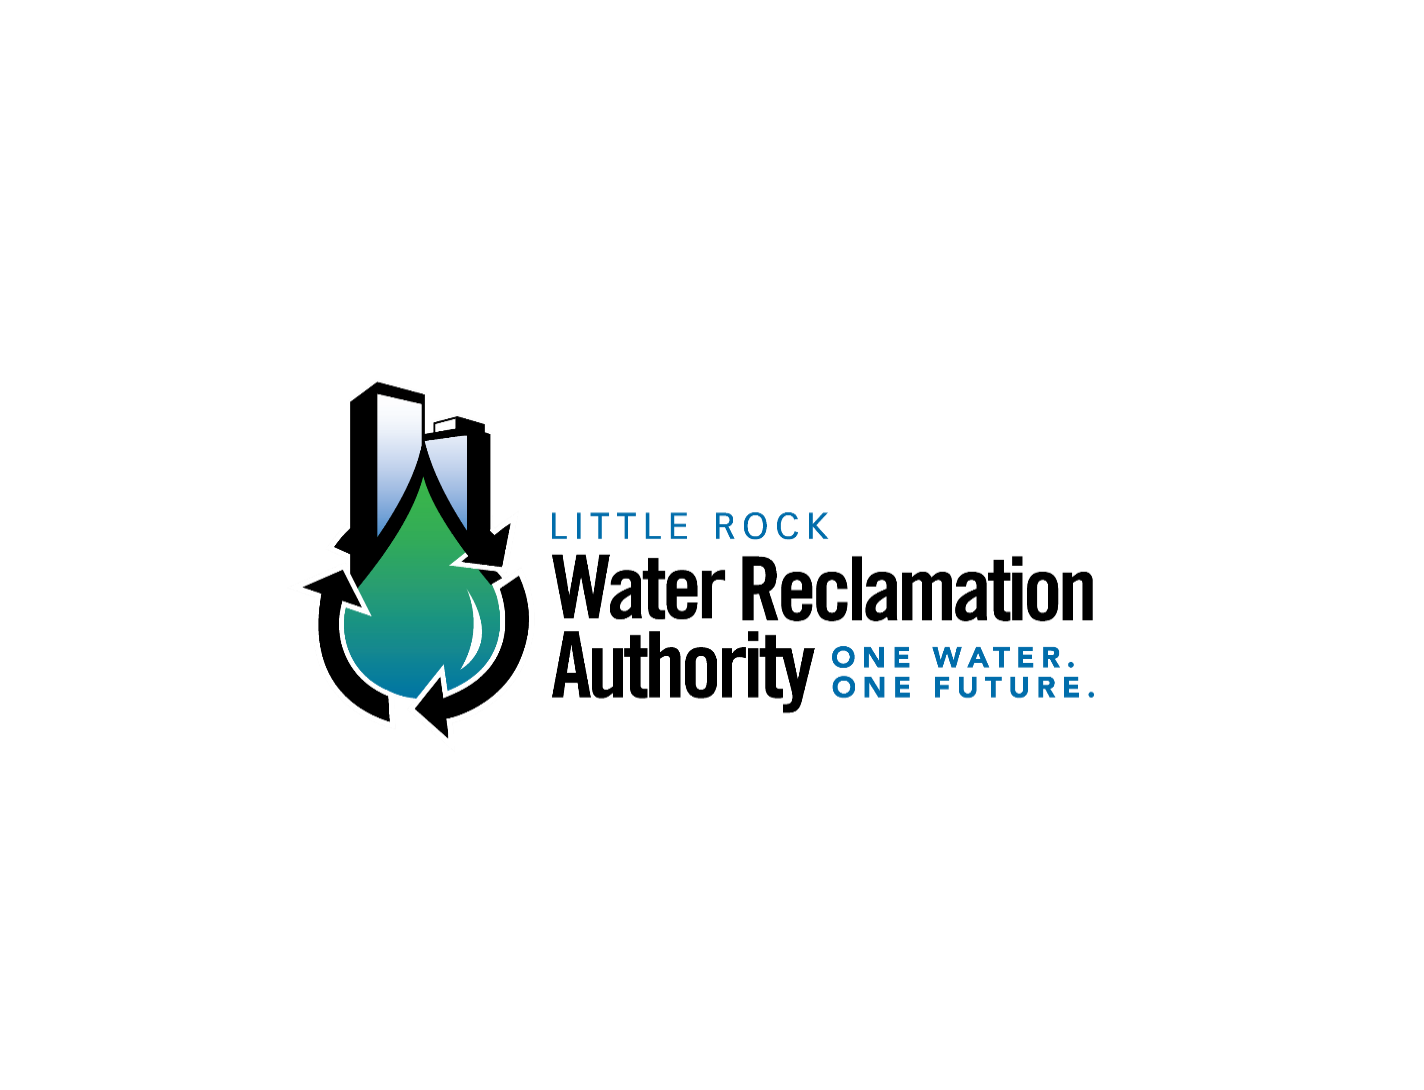 LITTLE ROCK
Water Reclamation
Authority
ONE WATER.
ONE FUTURE.